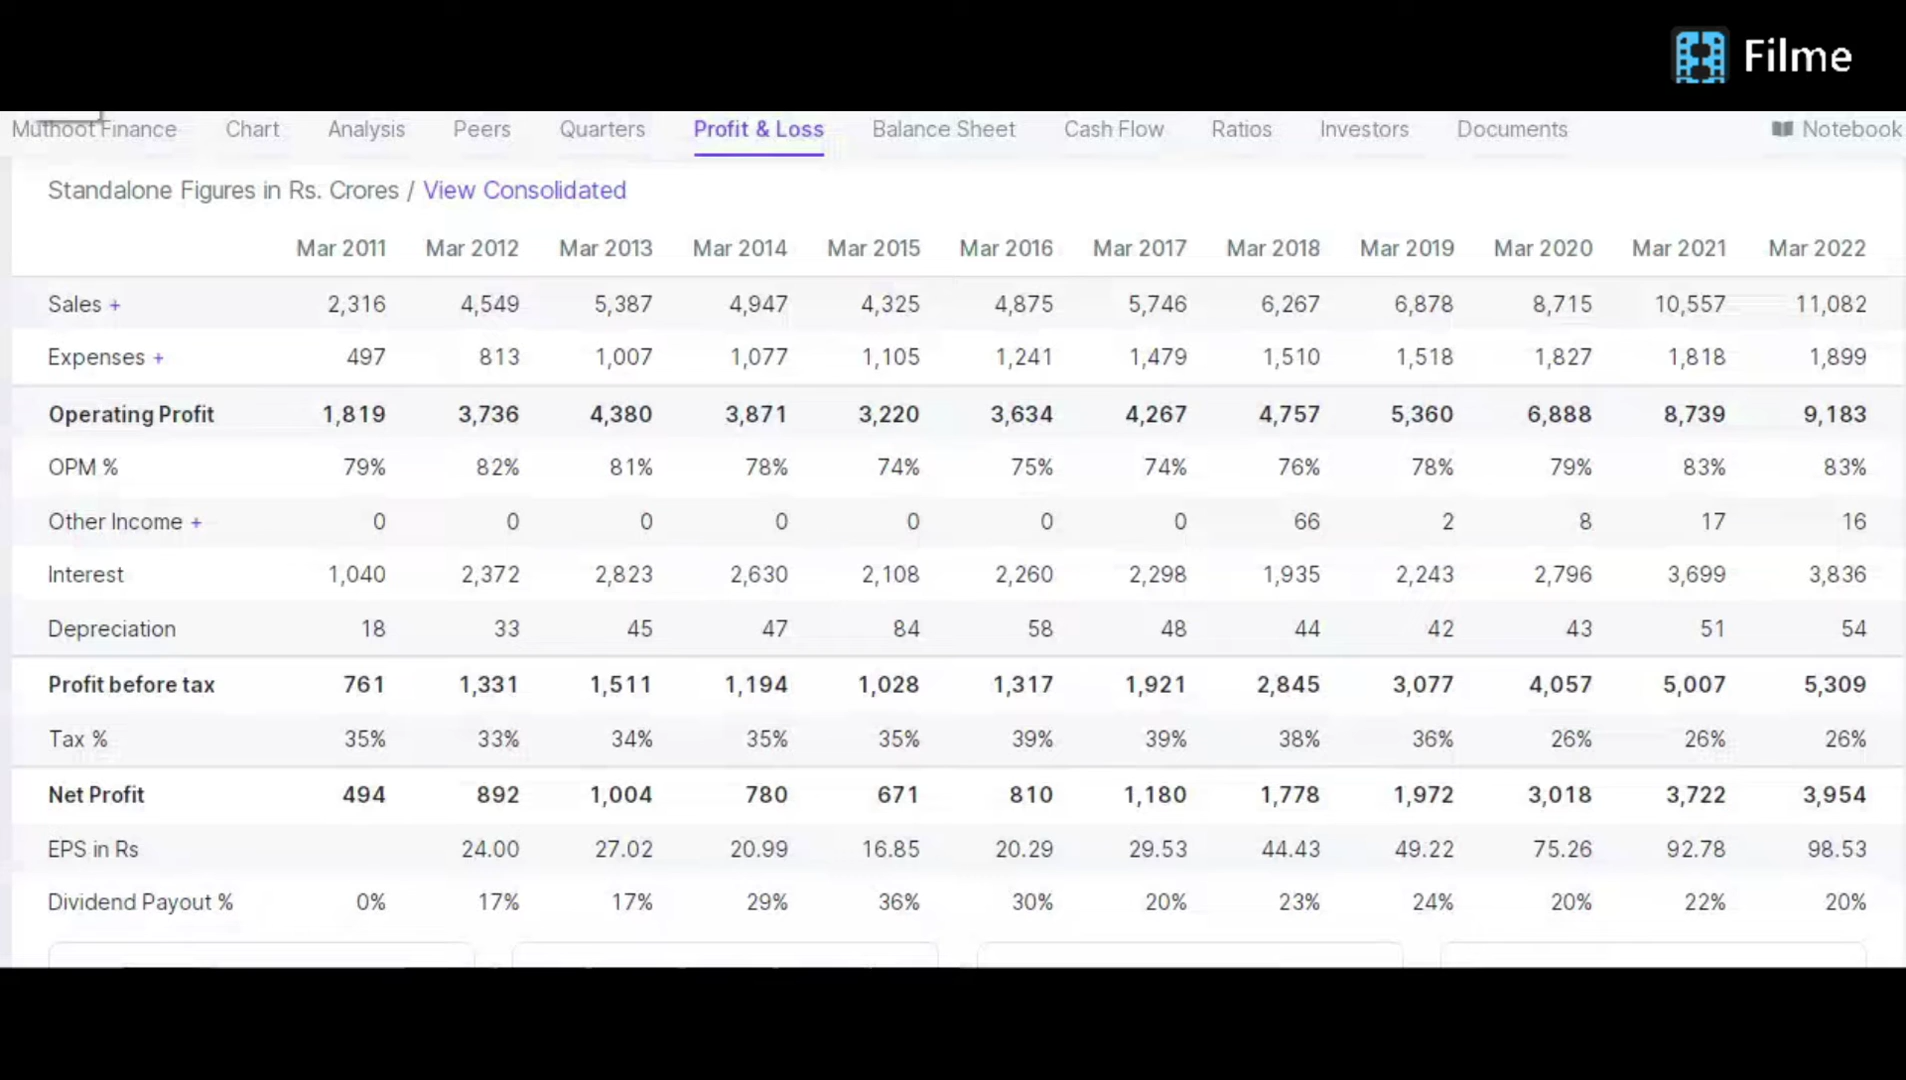 Filme
Muthoot Finance Chart Analysis Peers Quarters Profit & Loss Balance Sheet Cash Flow Ratios Investors Documents Notebook
Standalone Figures in Rs. Crores / View Consolidated
Mar 2011 Mar 2012 Mar 2013 Mar 2014 Mar 2015 Mar 2016 Mar 2017 Mar 2018 Mar 2019 Mar 2020 Mar 2021 Mar 2022
Sales + 2,316 4,549 5,387 4,947 4,325 4,875 5,746 6,267 6,878 8,715 10,557 11,082
Expenses + 497 813 1,007 1,077 1,105 1,241 1,479 1,510 1,518 1,827 1,818 1,899
Operating Profit 1,819 3,736 4,380 3,871 3,220 3,634 4,267 4,757 5,360 6,888 8,739 9,183
OPM % 79% 82% 81% 78% 74% 75% 74% 76% 78% 79% 83% 83%
Other Income + 0 0 0 0 0 0 0 66 2 8 17 16
Interest 1,040 2,372 2,823 2,630 2,108 2,260 2,298 1,935 2,243 2,796 3,699 3,836
Depreciation 18 33 45 47 84 58 48 44 42 43 51 54
Profit before tax 761 1,331 1,511 1,194 1,028 1,317 1,921 2,845 3,077 4,057 5,007 5,309
Tax % 35% 33% 34% 35% 35% 39% 39% 38% 36% 26% 26% 26%
Net Profit 494 892 1,004 780 671 810 1,180 1,778 1,972 3,018 3,722 3,954
EPS in Rs 24.00 27.02 20.99 16.85 20.29 29.53 44.43 49.22 75.26 92.78 98.53
Dividend Payout % 0% 17% 17% 29% 36% 30% 20% 23% 24% 20% 22% 20%